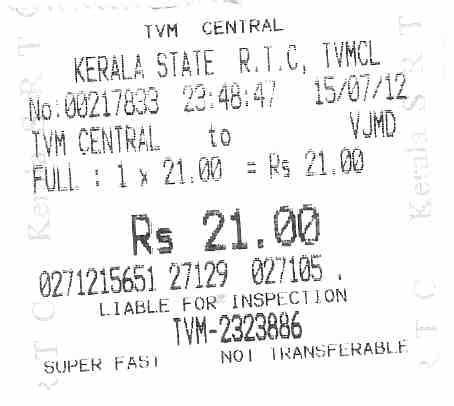 TVM CENTRAL
KERALA STATE R.T.C, TVMCL
No:00217833 23:48:47 15/07/12
TVM CENTRAL to VJMD
FULL : 1 x 21.00 = Rs 21.00
Rs 21.00
0271215651 27129 027105 .
LIABLE FOR INSPECTION
TVM-2323886
SUPER FAST NOT TRANSFERABLE
Kerala S R T C